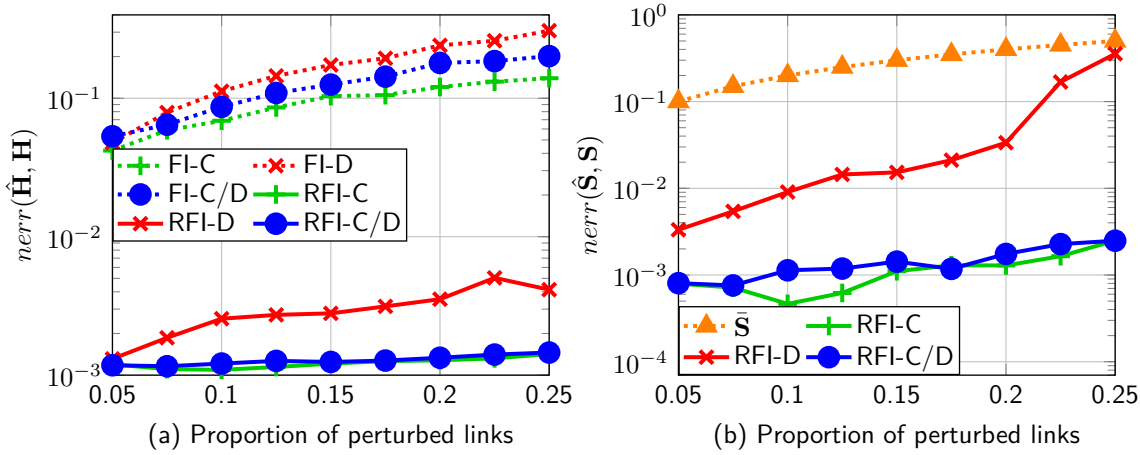 10⁻¹
10⁻²
10⁻³
nerr(Ĥ, H)
FI-C FI-D
FI-C/D RFI-C
RFI-D RFI-C/D
0.05 0.1 0.15 0.2 0.25
(a) Proportion of perturbed links
10⁰
10⁻¹
10⁻²
10⁻³
10⁻⁴
nerr(Ŝ, S)
S̄ RFI-C
RFI-D RFI-C/D
0.05 0.1 0.15 0.2 0.25
(b) Proportion of perturbed links